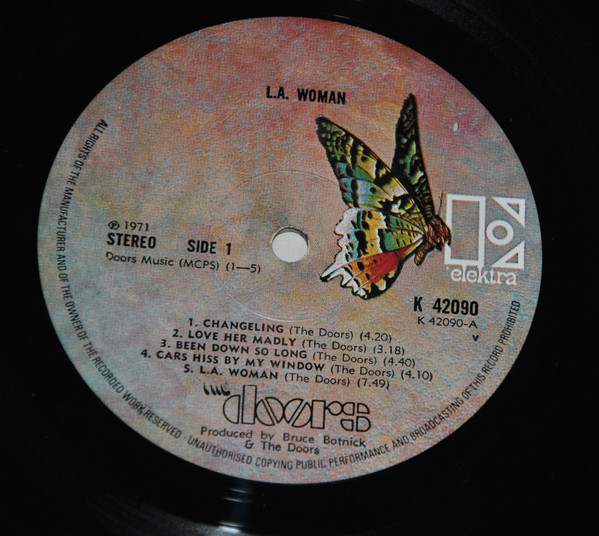 L.A. WOMAN
℗ 1971
STEREO SIDE 1
Doors Music (MCPS) (1—5)
elektra
K 42090
K 42090-A
v
1. CHANGELING (The Doors) (4.20)
2. LOVE HER MADLY (The Doors) (3.18)
3. BEEN DOWN SO LONG (The Doors) (4.40)
4. CARS HISS BY MY WINDOW (The Doors) (4.10)
5. L.A. WOMAN (The Doors) (7.49)
THE doors
Produced by Bruce Botnick
& The Doors
ALL RIGHTS OF THE MANUFACTURER AND OF THE OWNER OF THE RECORDED WORK RESERVED · UNAUTHORISED COPYING PUBLIC PERFORMANCE AND BROADCASTING OF THIS RECORD PROHIBITED